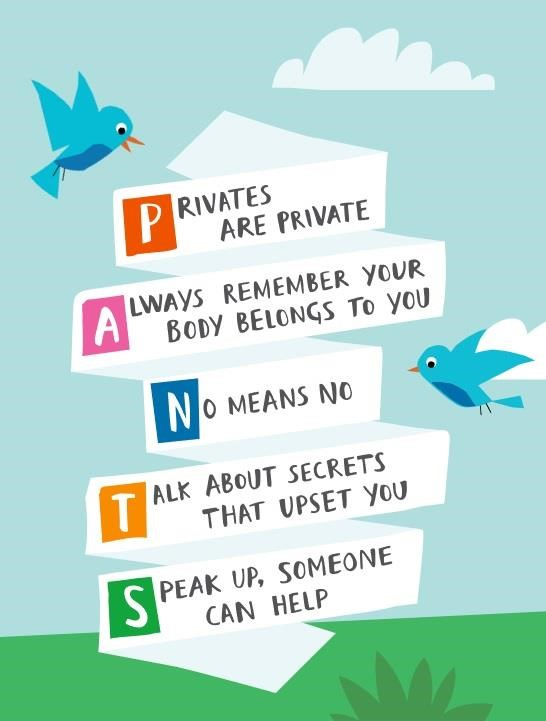 PRIVATES
ARE PRIVATE
ALWAYS REMEMBER YOUR
BODY BELONGS TO YOU
NO MEANS NO
TALK ABOUT SECRETS
THAT UPSET YOU
SPEAK UP, SOMEONE
CAN HELP